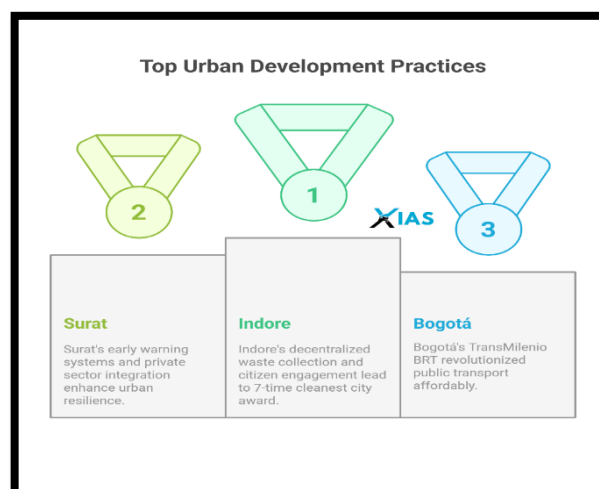 Top Urban Development Practices
1
2
3
XIAS
Surat
Surat's early warning
systems and private
sector integration
enhance urban
resilience.
Indore
Indore's decentralized
waste collection and
citizen engagement lead
to 7-time cleanest city
award.
Bogotá
Bogotá's TransMilenio
BRT revolutionized
public transport
affordably.